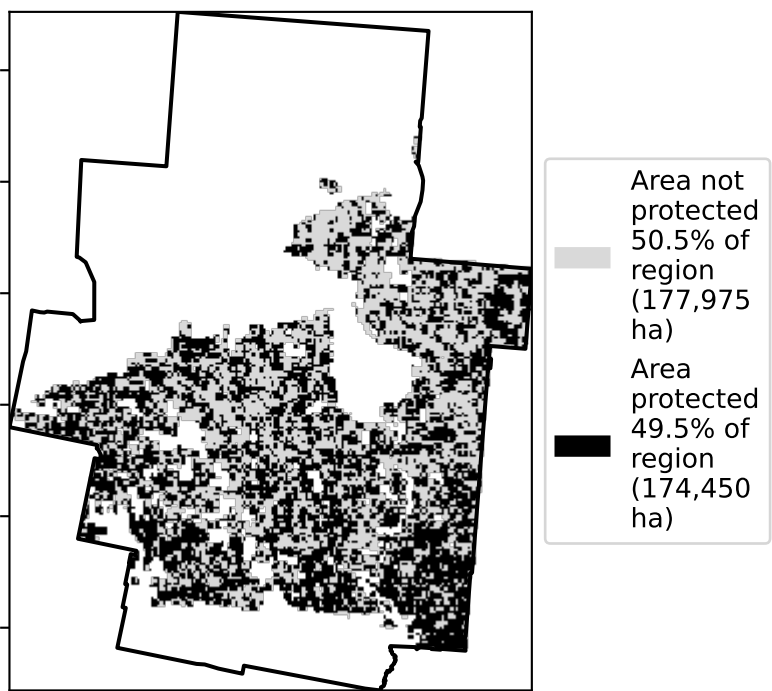 Area not
protected
50.5% of
region
(177,975
ha)
Area
protected
49.5% of
region
(174,450
ha)